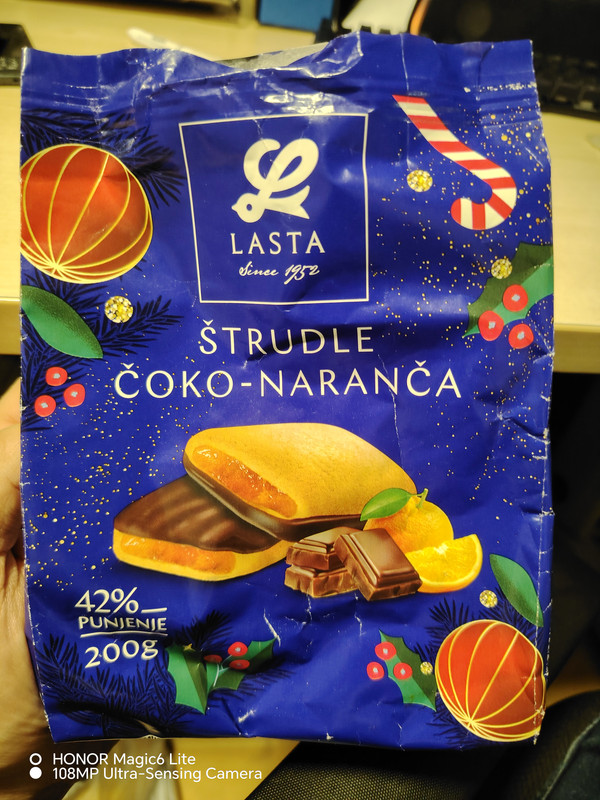 LASTA
Since 1952
ŠTRUDLE
ČOKO-NARANČA
42%
PUNJENJE
200g
HONOR Magic6 Lite
108MP Ultra-Sensing Camera